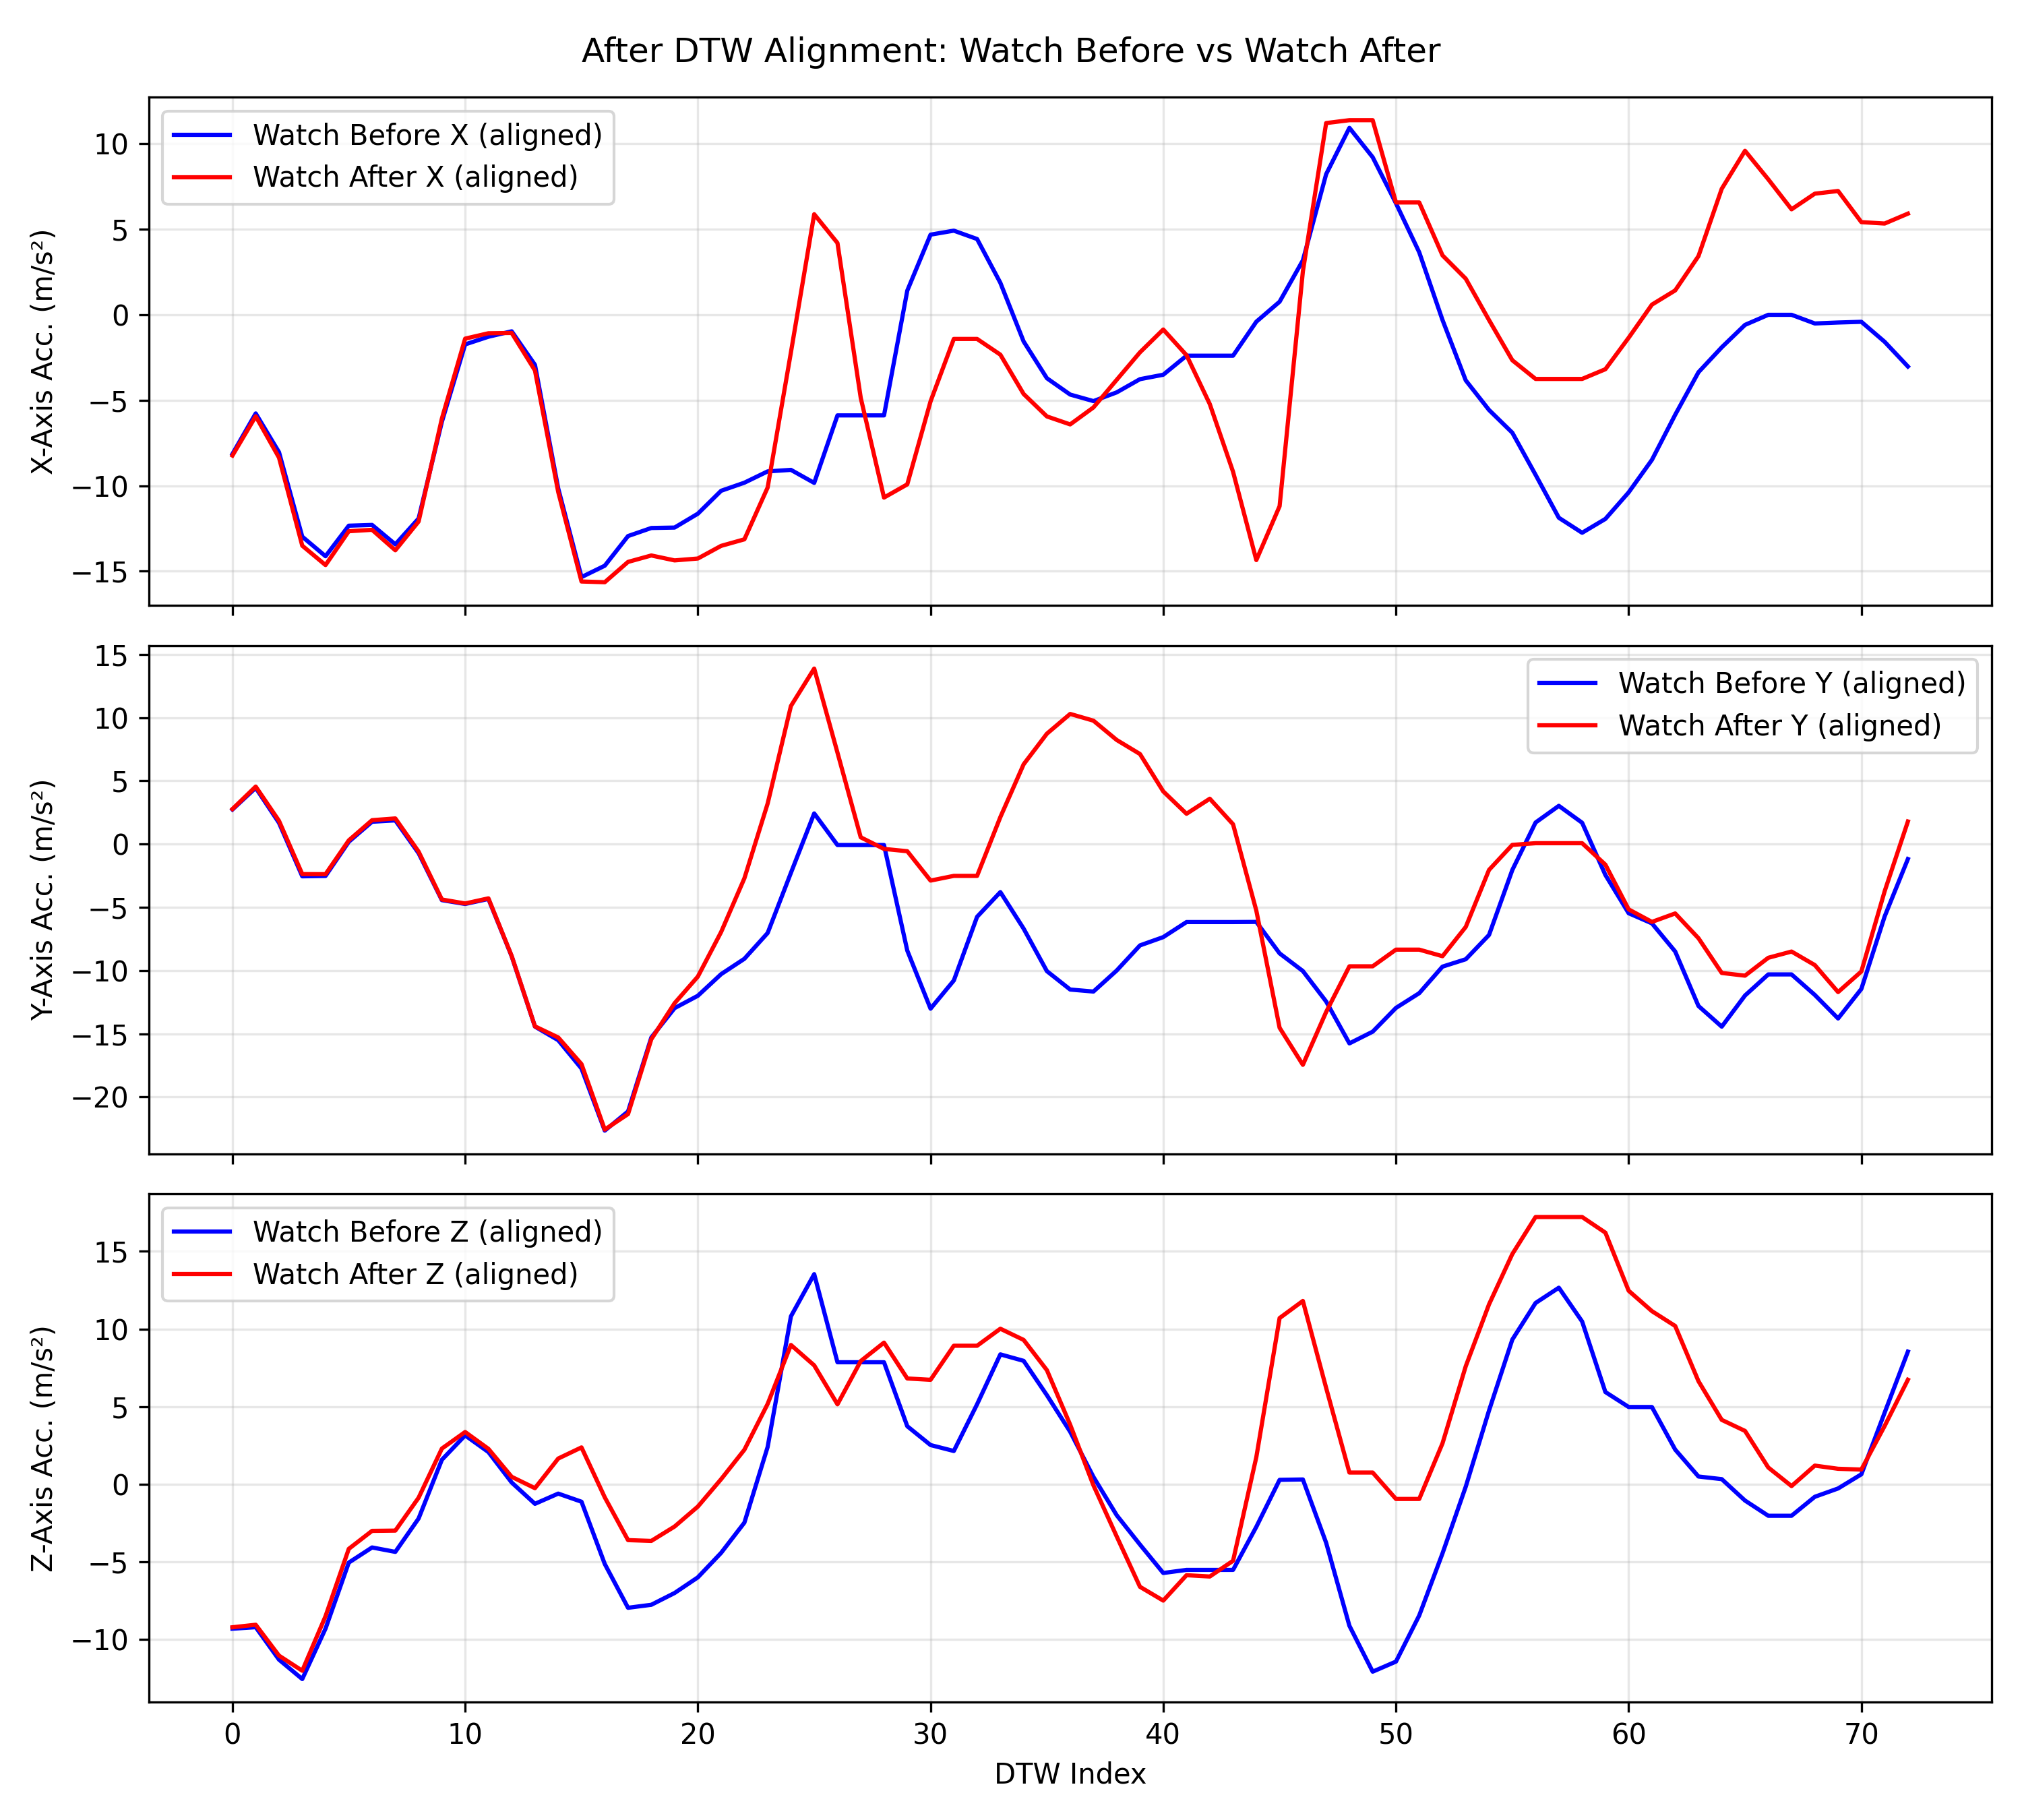 After DTW Alignment: Watch Before vs Watch After
Watch Before X (aligned)
Watch After X (aligned)
X-Axis Acc. (m/s²)
10
5
0
−5
−10
−15
Watch Before Y (aligned)
Watch After Y (aligned)
Y-Axis Acc. (m/s²)
15
10
5
0
−5
−10
−15
−20
Watch Before Z (aligned)
Watch After Z (aligned)
Z-Axis Acc. (m/s²)
15
10
5
0
−5
−10
0 10 20 30 40 50 60 70
DTW Index